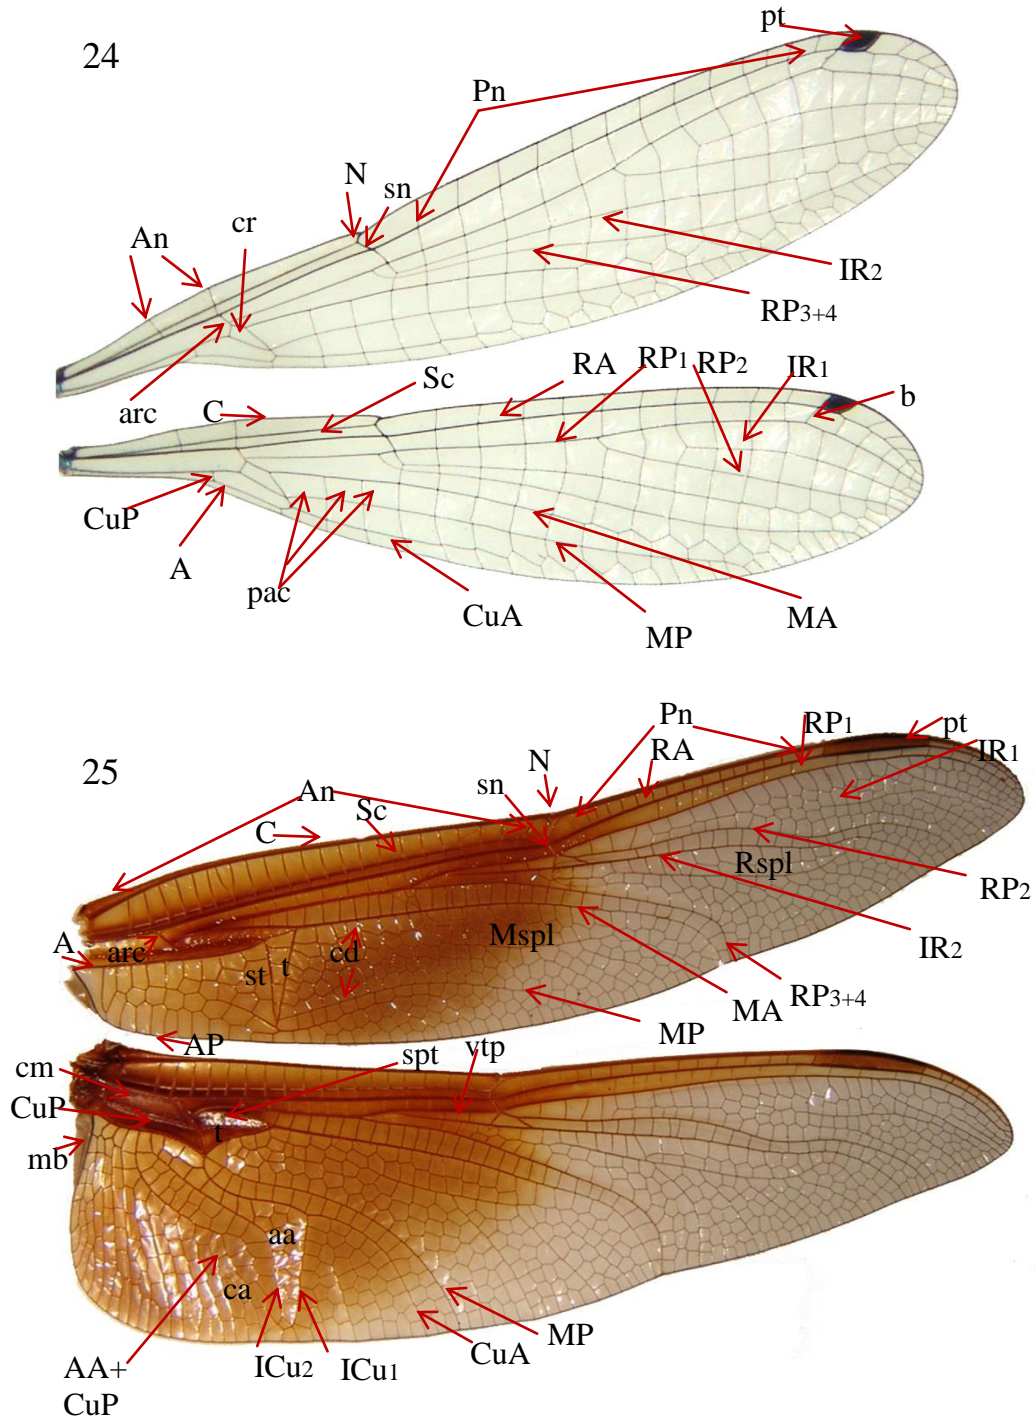 24
pt
Pn
N
sn
cr
An
IR2
RP3+4
arc
C
Sc
RA
RP1
RP2
IR1
b
CuP
A
pac
CuA
MP
MA
25
Pn
RP1
pt
RA
IR1
N
sn
An
Sc
C
Rspl
RP2
A
arc
st
t
cd
Mspl
IR2
MA
RP3+4
MP
AP
spt
vtp
cm
CuP
t
mb
aa
ca
MP
CuA
ICu2
ICu1
AA+
CuP